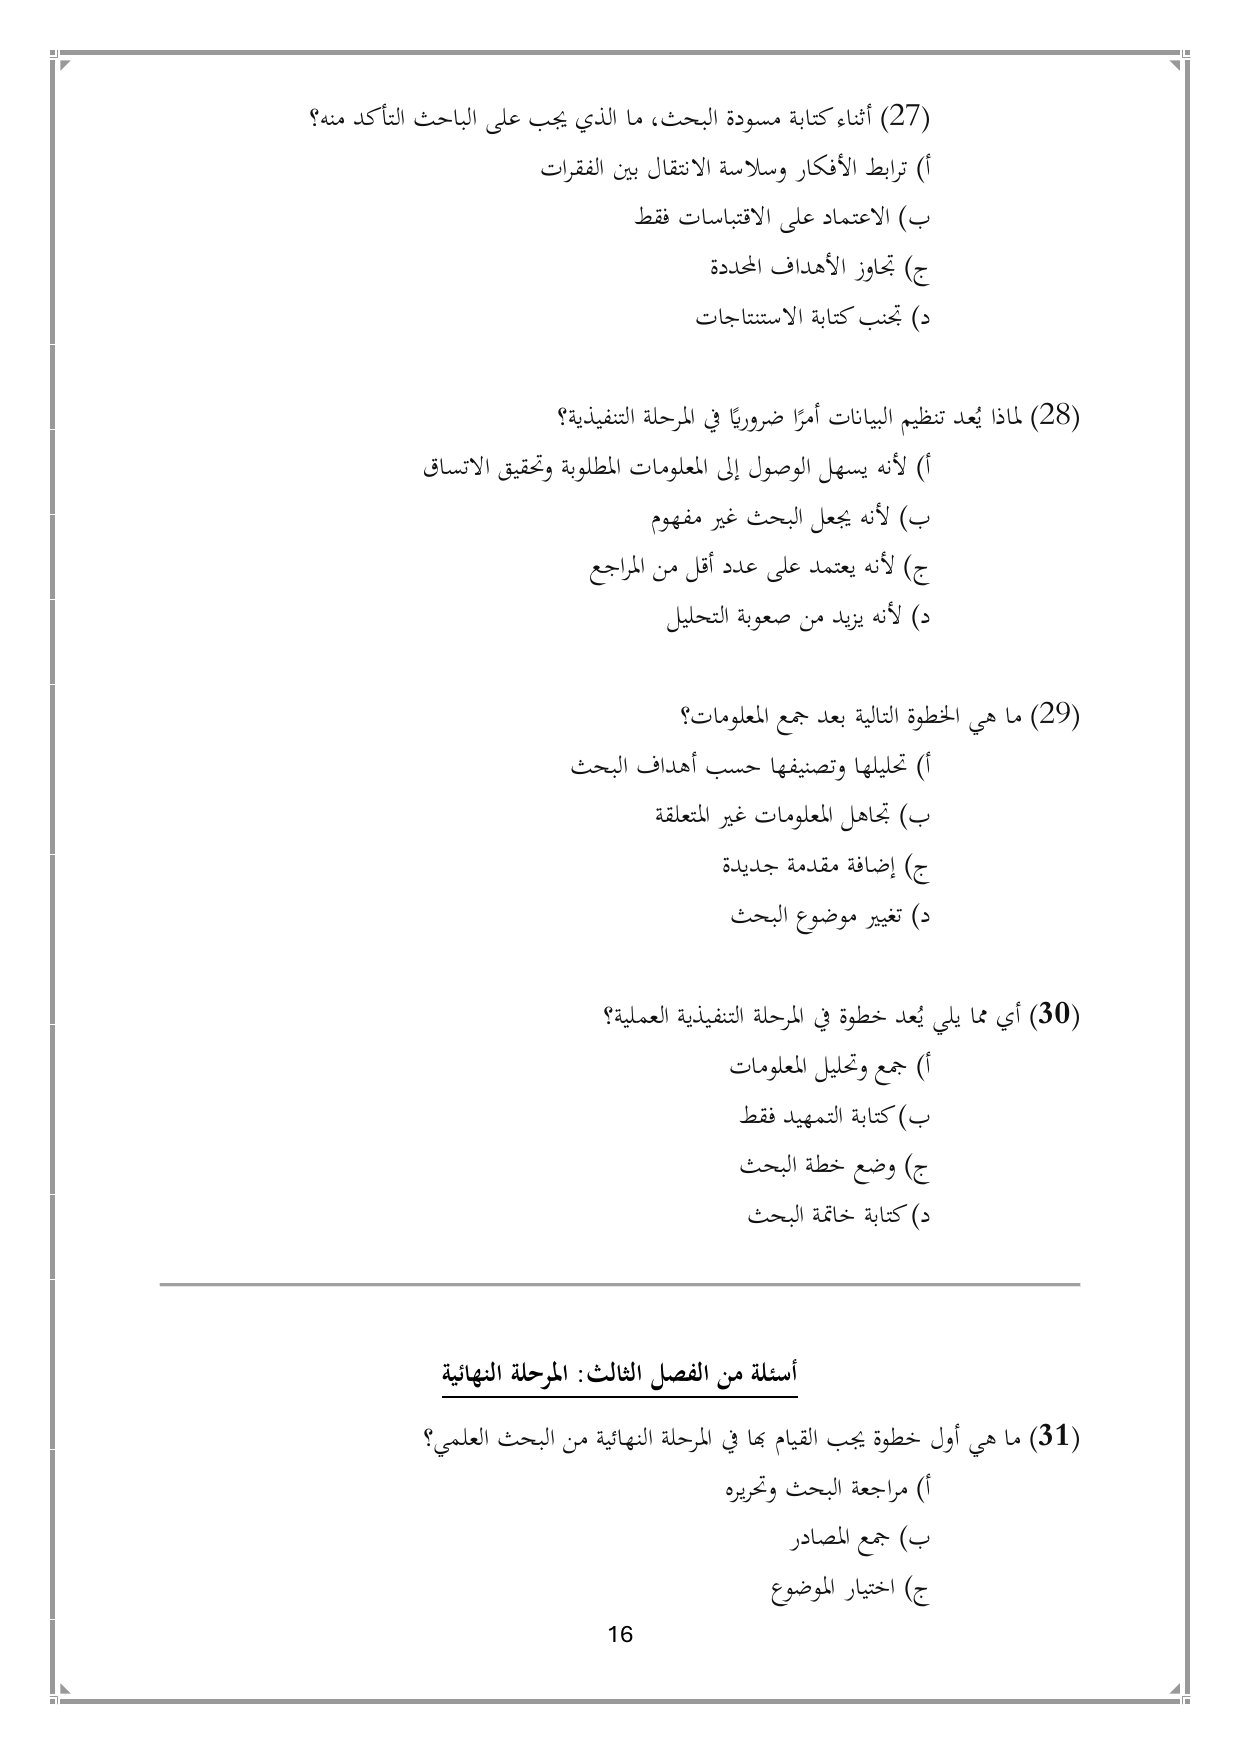 (27) أثناء كتابة مسودة البحث، ما الذي يجب على الباحث التأكد منه؟
أ) ترابط الأفكار وسلاسة الانتقال بين الفقرات
ب) الاعتماد على الاقتباسات فقط
ج) تجاوز الأهداف المحددة
د) تجنب كتابة الاستنتاجات
(28) لماذا يُعد تنظيم البيانات أمرًا ضروريًا في المرحلة التنفيذية؟
أ) لأنه يسهل الوصول إلى المعلومات المطلوبة وتحقيق الاتساق
ب) لأنه يجعل البحث غير مفهوم
ج) لأنه يعتمد على عدد أقل من المراجع
د) لأنه يزيد من صعوبة التحليل
(29) ما هي الخطوة التالية بعد جمع المعلومات؟
أ) تحليلها وتصنيفها حسب أهداف البحث
ب) تجاهل المعلومات غير المتعلقة
ج) إضافة مقدمة جديدة
د) تغيير موضوع البحث
(30) أي مما يلي يُعد خطوة في المرحلة التنفيذية العملية؟
أ) جمع وتحليل المعلومات
ب) كتابة التمهيد فقط
ج) وضع خطة البحث
د) كتابة خاتمة البحث
أسئلة من الفصل الثالث: المرحلة النهائية
(31) ما هي أول خطوة يجب القيام بها في المرحلة النهائية من البحث العلمي؟
أ) مراجعة البحث وتحريره
ب) جمع المصادر
ج) اختيار الموضوع
16